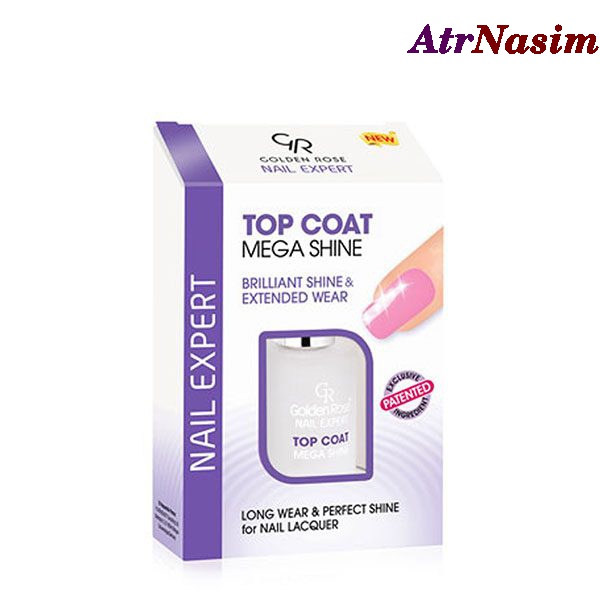 AtrNasim
GR
GOLDEN ROSE
NAIL EXPERT
NEW
TOP COAT
MEGA SHINE
BRILLIANT SHINE &
EXTENDED WEAR
NAIL EXPERT
EXCLUSIVE
PATENTED
INGREDIENT
GR
Golden Rose
NAIL EXPERT
TOP COAT
MEGA SHINE
LONG WEAR & PERFECT SHINE
for NAIL LACQUER